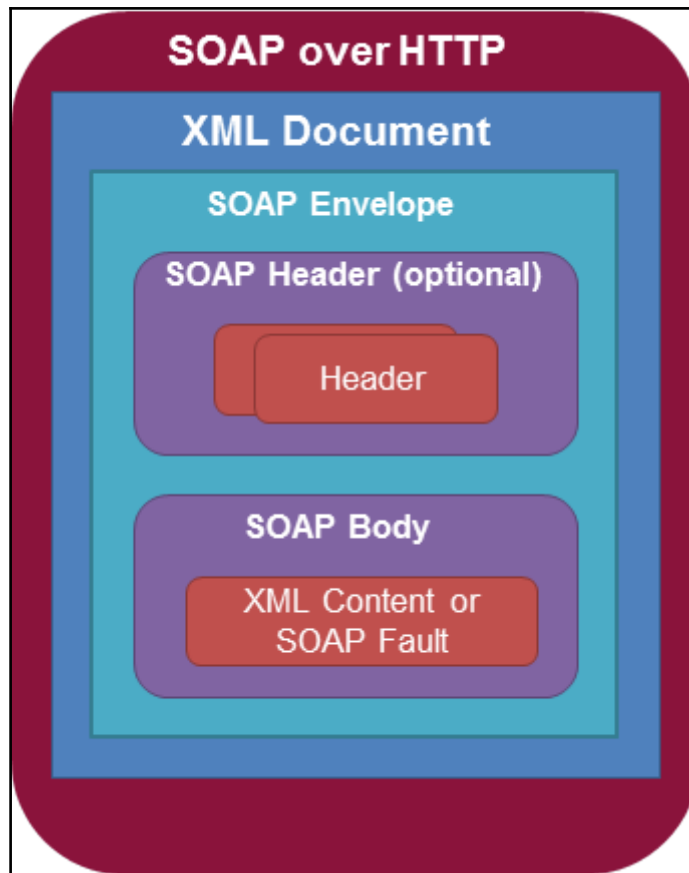 SOAP over HTTP
XML Document
SOAP Envelope
SOAP Header (optional)
Header
SOAP Body
XML Content or
SOAP Fault